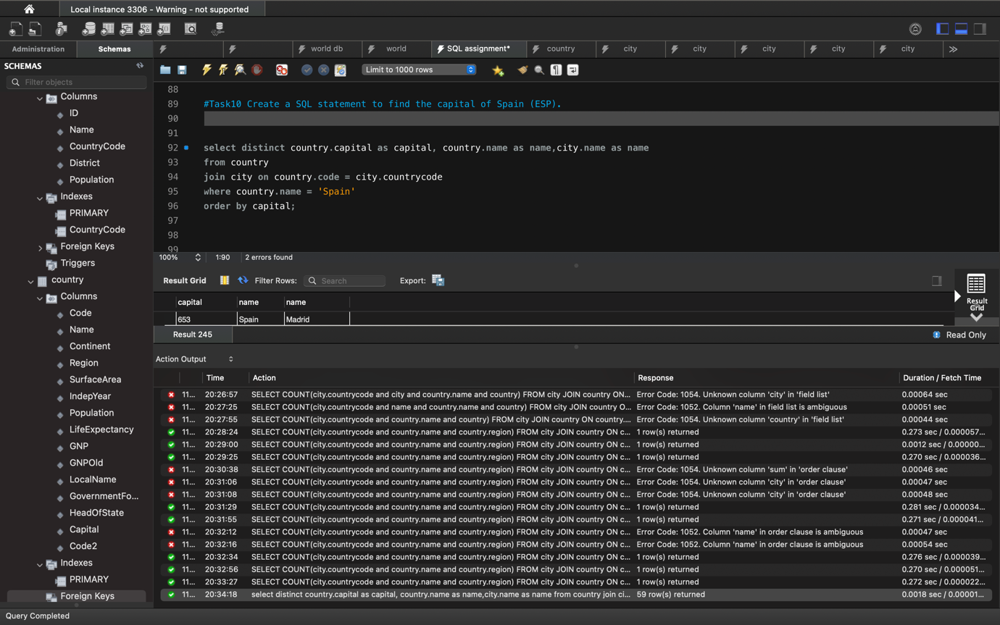 Local instance 3306 - Warning - not supported
Administration
Schemas
world db
world
SQL assignment*
country
city
city
city
city
city
SCHEMAS
Filter objects
Columns
ID
Name
CountryCode
District
Population
Indexes
PRIMARY
CountryCode
Foreign Keys
Triggers
country
Columns
Code
Name
Continent
Region
SurfaceArea
IndepYear
Population
LifeExpectancy
GNP
GNPOld
LocalName
GovernmentFo...
HeadOfState
Capital
Code2
Indexes
PRIMARY
Foreign Keys
Limit to 1000 rows
88
89 #Task10 Create a SQL statement to find the capital of Spain (ESP).
90
91
92 select distinct country.capital as capital, country.name as name,city.name as name
93 from country
94 join city on country.code = city.countrycode
95 where country.name = 'Spain'
96 order by capital;
97
98
99
100% 1:90 2 errors found
Result Grid Filter Rows: Search Export:
capital name name
653 Spain Madrid
Result Grid
Result 245
Read Only
Action Output
Time Action Response Duration / Fetch Time
11... 20:26:57 SELECT COUNT(city.countrycode and city and country.name and country) FROM city JOIN country ON... Error Code: 1054. Unknown column 'city' in 'field list' 0.00064 sec
11... 20:27:25 SELECT COUNT(city.countrycode and name and country.name and country) FROM city JOIN country O... Error Code: 1052. Column 'name' in field list is ambiguous 0.00051 sec
11... 20:27:55 SELECT COUNT(city.countrycode and country.name and country) FROM city JOIN country ON country.... Error Code: 1054. Unknown column 'country' in 'field list' 0.00044 sec
11... 20:28:24 SELECT COUNT(city.countrycode and country.name and country.region) FROM city JOIN country ON c... 1 row(s) returned 0.273 sec / 0.000057...
11... 20:29:00 SELECT COUNT(city.countrycode and country.name and country.region) FROM city JOIN country ON c... 1 row(s) returned 0.0012 sec / 0.00000...
11... 20:29:25 SELECT COUNT(city.countrycode and country.name and country.region) FROM city JOIN country ON c... 1 row(s) returned 0.270 sec / 0.000036...
11... 20:30:38 SELECT COUNT(city.countrycode and country.name and country.region) FROM city JOIN country ON c... Error Code: 1054. Unknown column 'sum' in 'order clause' 0.00046 sec
11... 20:31:06 SELECT COUNT(city.countrycode and country.name and country.region) FROM city JOIN country ON c... Error Code: 1054. Unknown column 'city' in 'order clause' 0.00047 sec
11... 20:31:08 SELECT COUNT(city.countrycode and country.name and country.region) FROM city JOIN country ON c... Error Code: 1054. Unknown column 'city' in 'order clause' 0.00048 sec
11... 20:31:29 SELECT COUNT(city.countrycode and country.name and country.region) FROM city JOIN country ON c... 1 row(s) returned 0.281 sec / 0.000034...
11... 20:31:55 SELECT COUNT(city.countrycode and country.name and country.region) FROM city JOIN country ON c... 1 row(s) returned 0.271 sec / 0.000041...
11... 20:32:12 SELECT COUNT(city.countrycode and country.name and country.region) FROM city JOIN country ON c... Error Code: 1052. Column 'name' in order clause is ambiguous 0.00047 sec
11... 20:32:16 SELECT COUNT(city.countrycode and country.name and country.region) FROM city JOIN country ON c... Error Code: 1052. Column 'name' in order clause is ambiguous 0.00054 sec
11... 20:32:34 SELECT COUNT(city.countrycode and country.name and country.region) FROM city JOIN country ON c... 1 row(s) returned 0.276 sec / 0.000039...
11... 20:32:56 SELECT COUNT(city.countrycode and country.name and country.region) FROM city JOIN country ON c... 1 row(s) returned 0.270 sec / 0.000051...
11... 20:33:27 SELECT COUNT(city.countrycode and country.name and country.region) FROM city JOIN country ON c... 1 row(s) returned 0.272 sec / 0.000022...
11... 20:34:18 select distinct country.capital as capital, country.name as name,city.name as name from country join ci... 59 row(s) returned 0.0018 sec / 0.00001...
Query Completed